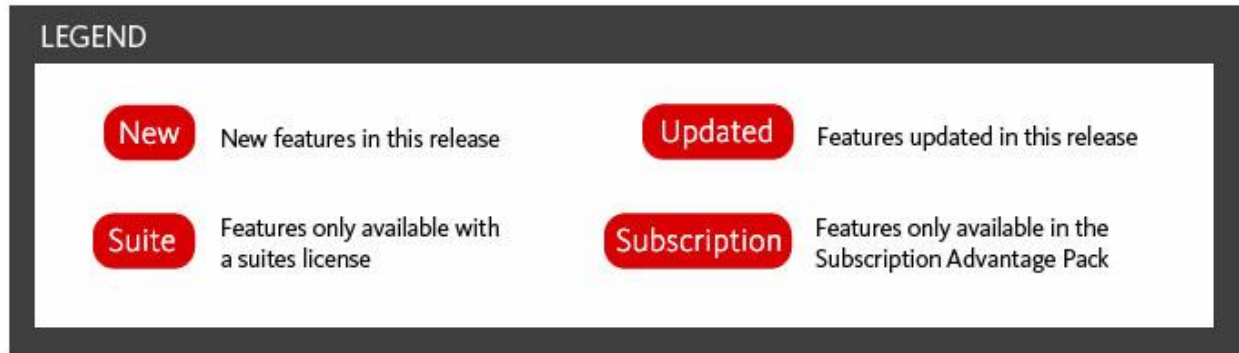 LEGEND
New
New features in this release
Updated
Features updated in this release
Suite
Features only available with
a suites license
Subscription
Features only available in the
Subscription Advantage Pack